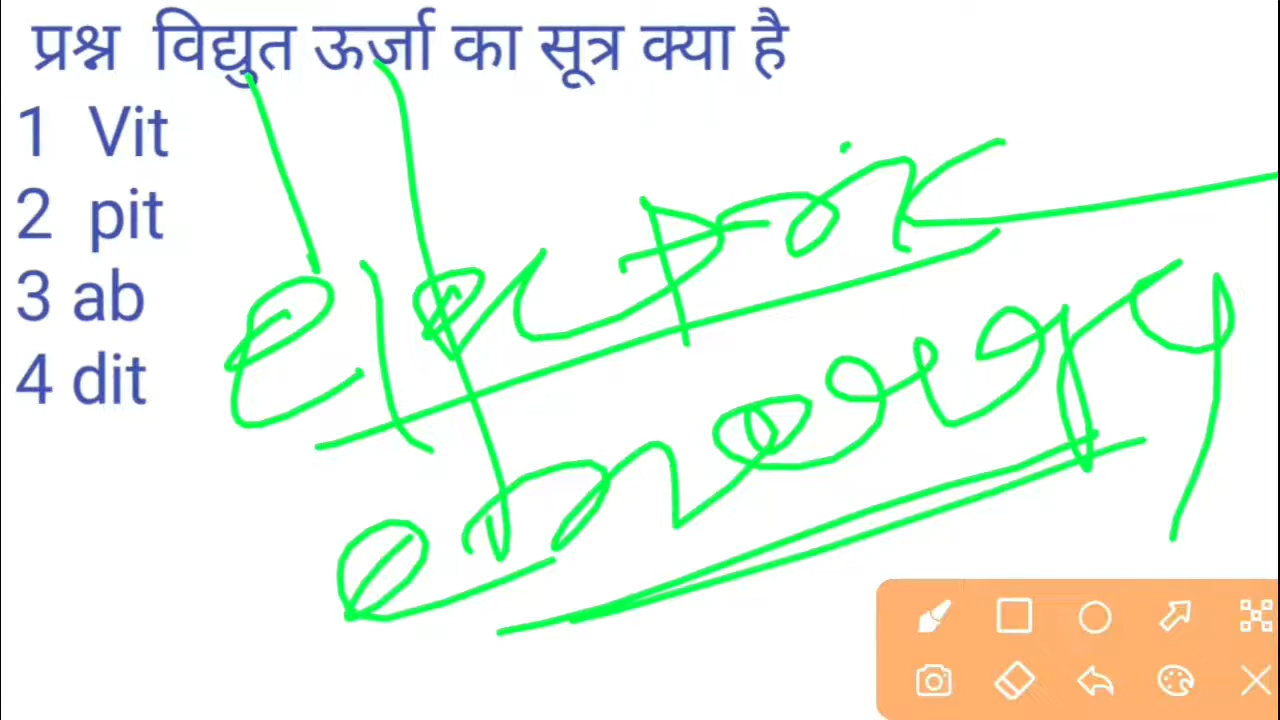 प्रश्न विद्युत ऊर्जा का सूत्र क्या है
1 Vit
2 pit
3 ab
4 dit
electric
energy